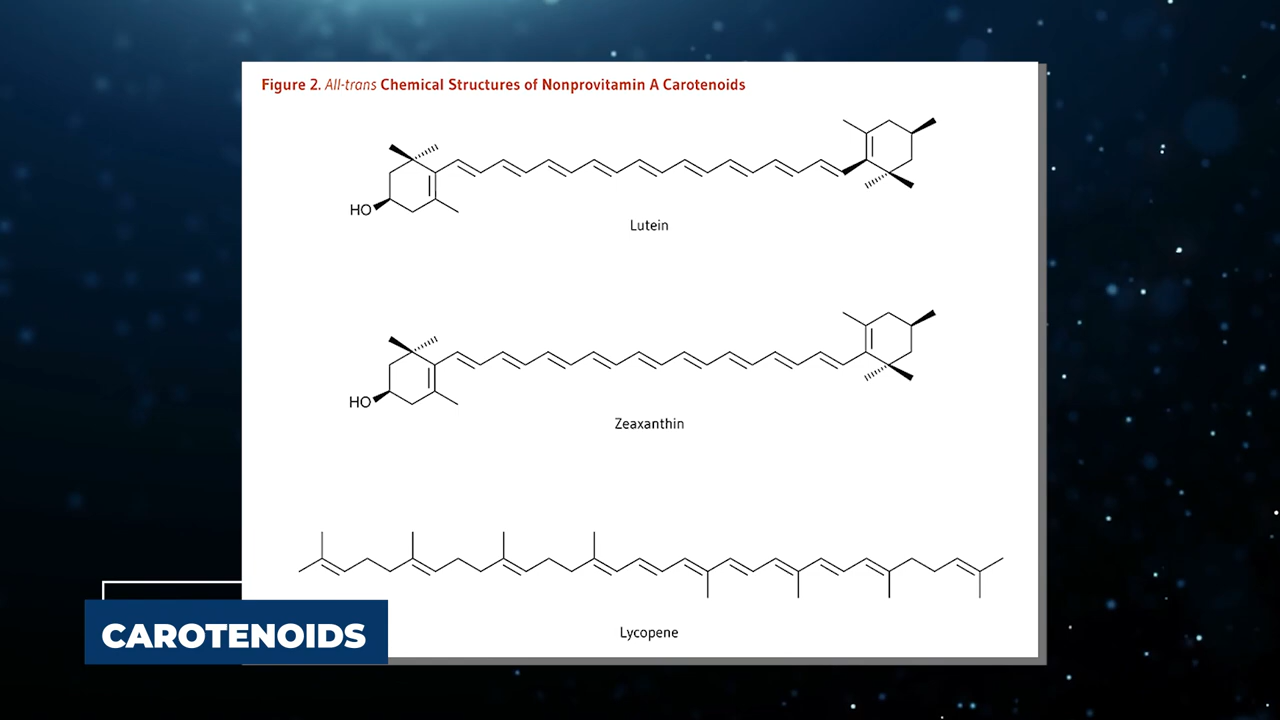 Figure 2. All-trans Chemical Structures of Nonprovitamin A Carotenoids
HO
Lutein
HO
Zeaxanthin
Lycopene
CAROTENOIDS